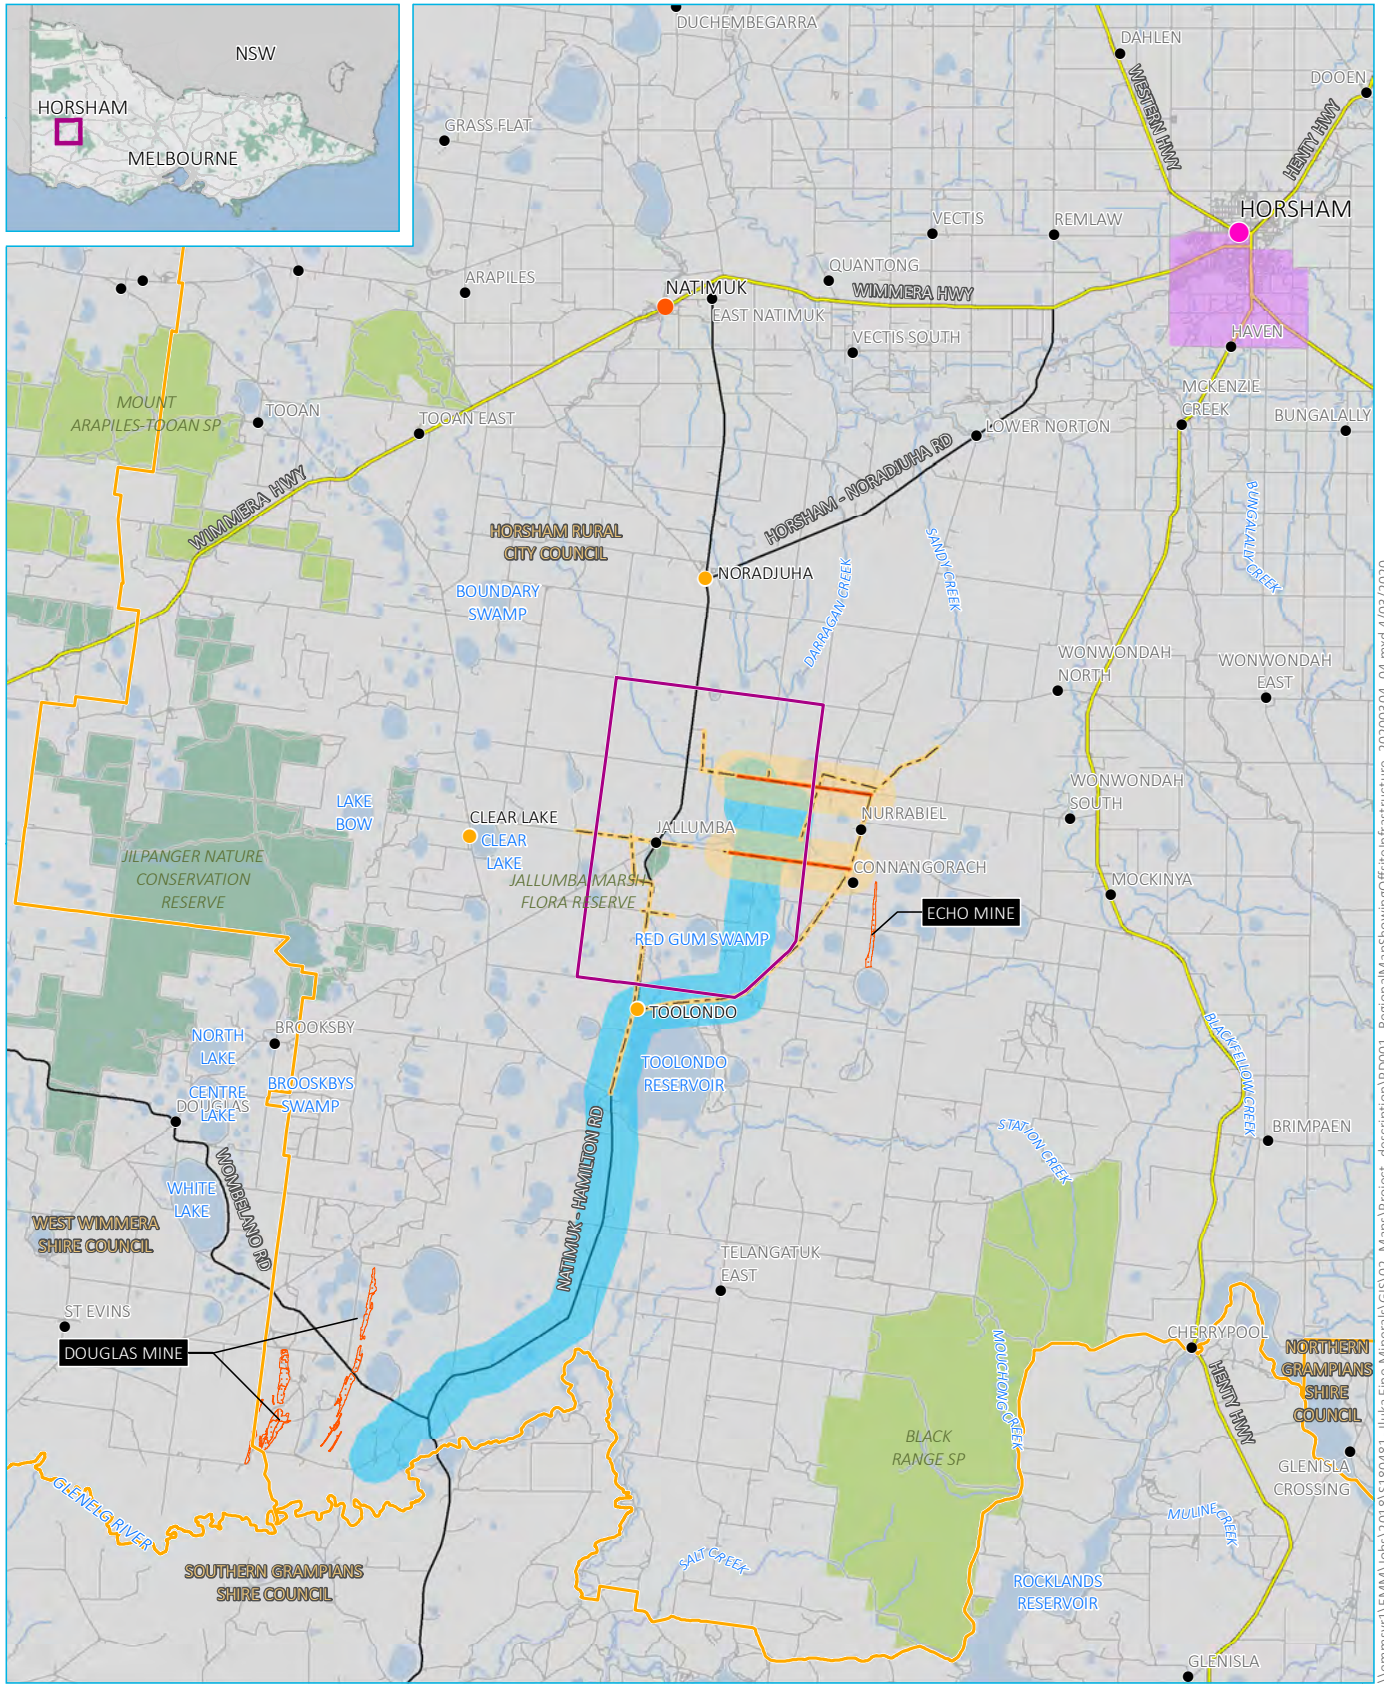 NSW
HORSHAM
MELBOURNE
DUCHEMBEGARRA
DAHLEN
DOOEN
WESTERN HWY
HENTY HWY
GRASS FLAT
HORSHAM
VECTIS
REMLAW
QUANTONG
ARAPILES
NATIMUK
WIMMERA HWY
EAST NATIMUK
VECTIS SOUTH
HAVEN
MCKENZIE
CREEK
BUNGALALLY
MOUNT
ARAPILES-TOOAN SP
TOOAN
TOOAN EAST
LOWER NORTON
HORSHAM - NORADJUHA RD
WIMMERA HWY
HORSHAM RURAL
CITY COUNCIL
BUNGALALLY CREEK
SANDY CREEK
DARRAGAN CREEK
NORADJUHA
BOUNDARY
SWAMP
WONWONDAH
NORTH
WONWONDAH
EAST
LAKE
BOW
CLEAR LAKE
CLEAR
LAKE
JALLUMBA
NURRABIEL
WONWONDAH
SOUTH
JILPANGER NATURE
CONSERVATION
RESERVE
JALLUMBA MARSH
FLORA RESERVE
CONNANGORACH
MOCKINYA
ECHO MINE
RED GUM SWAMP
TOOLONDO
NORTH
LAKE
BROOKSBY
TOOLONDO
RESERVOIR
BLACKFELLOW CREEK
CENTRE
LAKE
DOUGLAS
BROOSKBYS
SWAMP
STATION CREEK
BRIMPAEN
WHITE
LAKE
WOMBELANO RD
NATIMUK - HAMILTON RD
WEST WIMMERA
SHIRE COUNCIL
TELANGATUK
EAST
ST EVINS
DOUGLAS MINE
CHERRYPOOL
NORTHERN
GRAMPIANS
SHIRE
COUNCIL
MOUCHONG CREEK
HENTY HWY
BLACK
RANGE SP
GLENISLA
CROSSING
GLENELG RIVER
MULINE CREEK
SALT CREEK
SOUTHERN GRAMPIANS
SHIRE COUNCIL
ROCKLANDS
RESERVOIR
GLENISLA